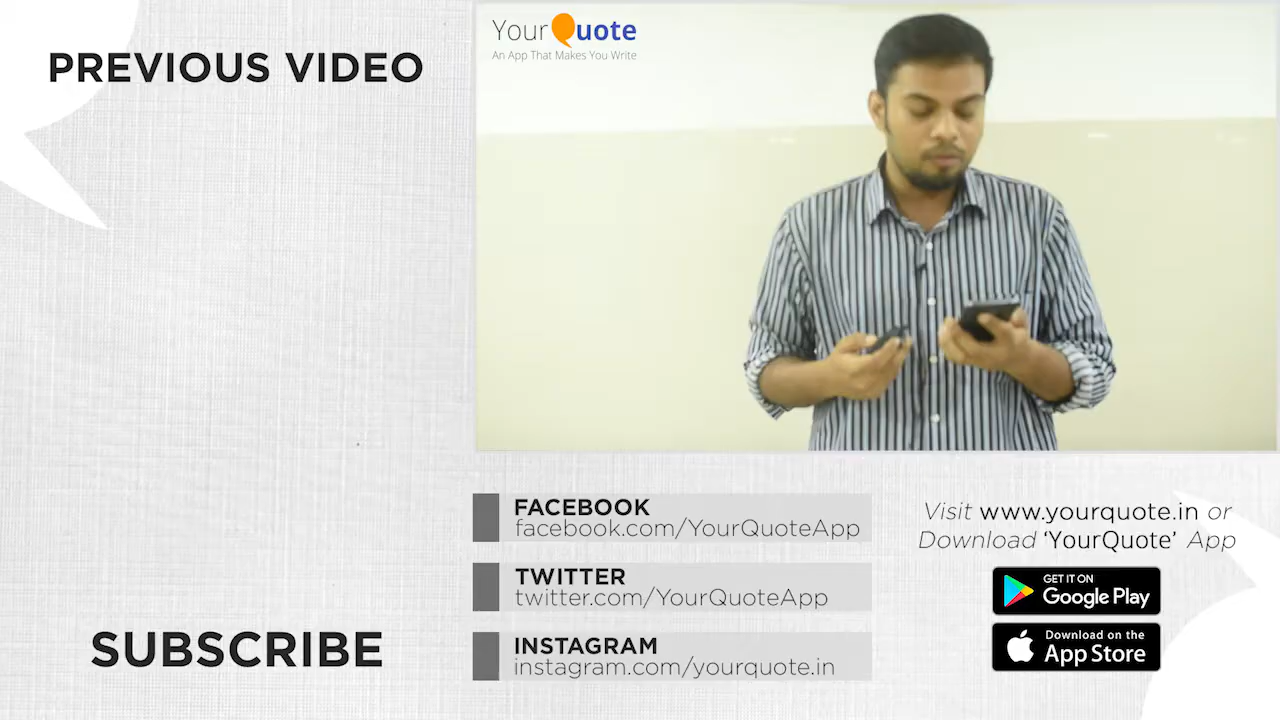 PREVIOUS VIDEO
YourQuote
An App That Makes You Write
FACEBOOK
facebook.com/YourQuoteApp
TWITTER
twitter.com/YourQuoteApp
INSTAGRAM
instagram.com/yourquote.in
Visit www.yourquote.in or
Download ‘YourQuote’ App
GET IT ON
Google Play
Download on the
App Store
SUBSCRIBE